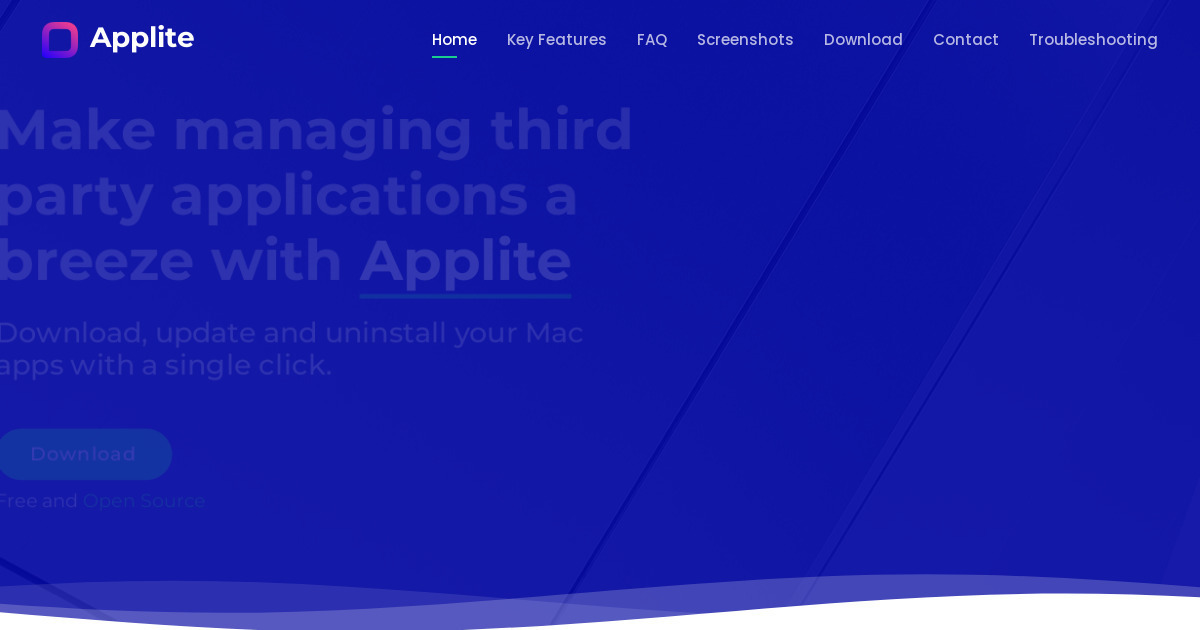 Applite
Home Key Features FAQ Screenshots Download Contact Troubleshooting
Make managing third
party applications a
breeze with Applite
Download, update and uninstall your Mac
apps with a single click.
Download
Free and Open Source